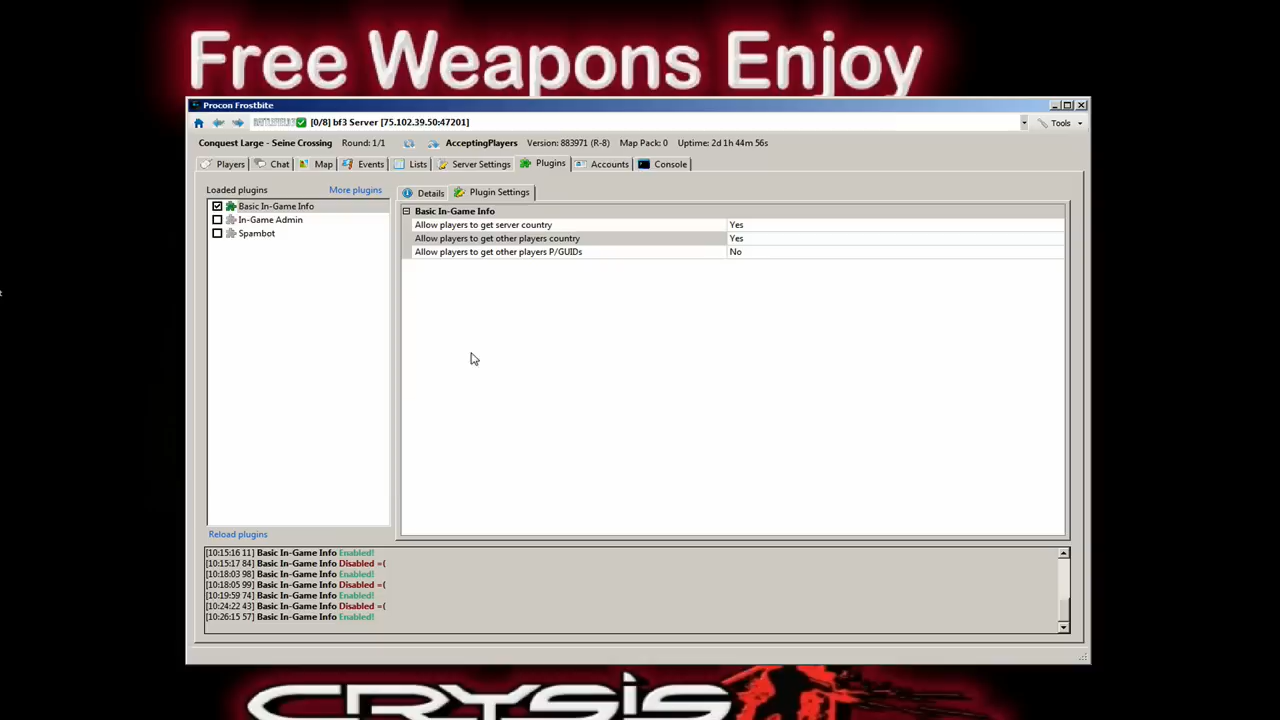 Free Weapons Enjoy
Procon Frostbite
[0/8] bf3 Server [75.102.39.50:47201]
Tools
Conquest Large - Seine Crossing Round: 1/1 AcceptingPlayers Version: 883971 (R-8) Map Pack: 0 Uptime: 2d 1h 44m 56s
Players Chat Map Events Lists Server Settings Plugins Accounts Console
Loaded plugins More plugins
Details Plugin Settings
Basic In-Game Info
In-Game Admin
Spambot
Basic In-Game Info
Allow players to get server country Yes
Allow players to get other players country Yes
Allow players to get other players P/GUIDs No
Reload plugins
[10:15:16 11] Basic In-Game Info Enabled!
[10:15:17 84] Basic In-Game Info Disabled =(
[10:18:03 98] Basic In-Game Info Enabled!
[10:18:05 99] Basic In-Game Info Disabled =(
[10:19:59 74] Basic In-Game Info Enabled!
[10:24:22 43] Basic In-Game Info Disabled =(
[10:26:15 57] Basic In-Game Info Enabled!
CRYSIS